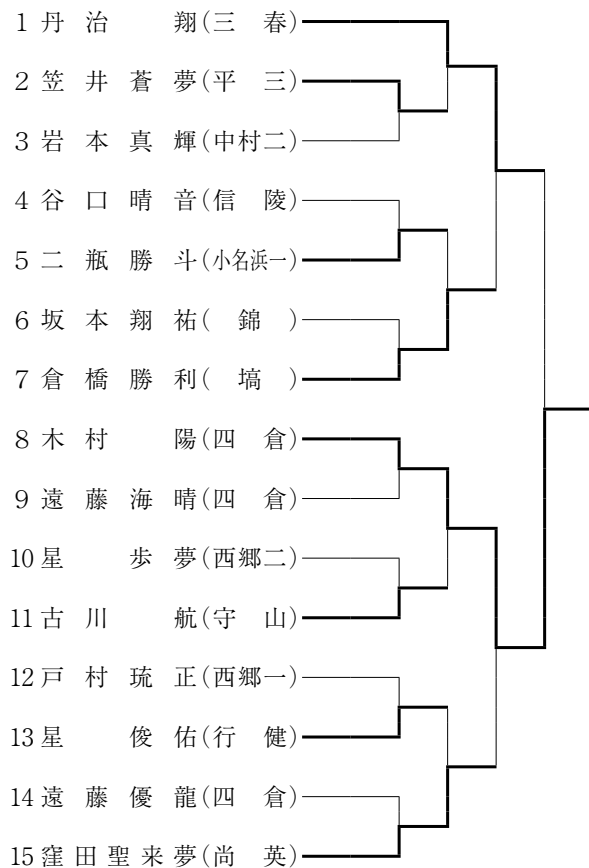 1 丹治 翔(三春)
2 笠井蒼夢(平三)
3 岩本真輝(中村二)
4 谷口晴音(信陵)
5 二瓶勝斗(小名浜一)
6 坂本翔祐(錦)
7 倉橋勝利(塙)
8 木村 陽(四倉)
9 遠藤海晴(四倉)
10 星 歩夢(西郷二)
11 古川 航(守山)
12 戸村琉正(西郷一)
13 星 俊佑(行健)
14 遠藤優龍(四倉)
15 窪田聖来夢(尚英)